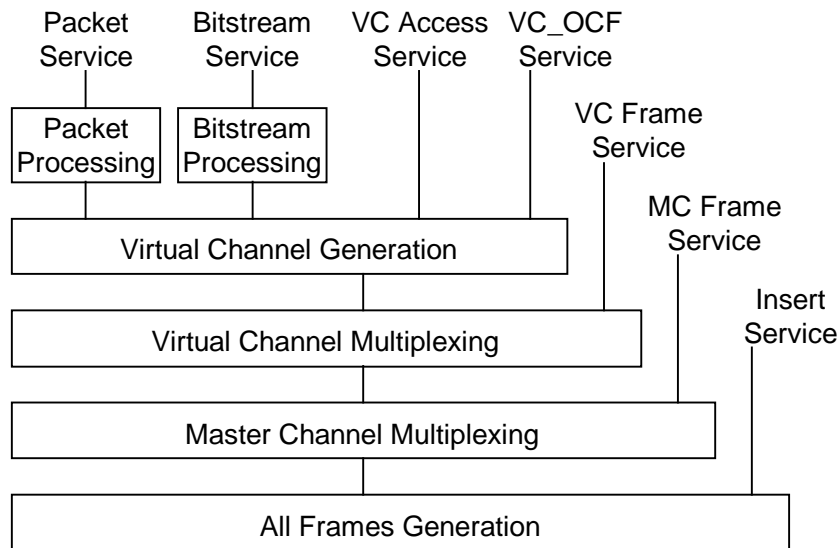 Packet
Service
Bitstream
Service
VC Access
Service
VC_OCF
Service
Packet
Processing
Bitstream
Processing
VC Frame
Service
Virtual Channel Generation
MC Frame
Service
Virtual Channel Multiplexing
Insert
Service
Master Channel Multiplexing
All Frames Generation